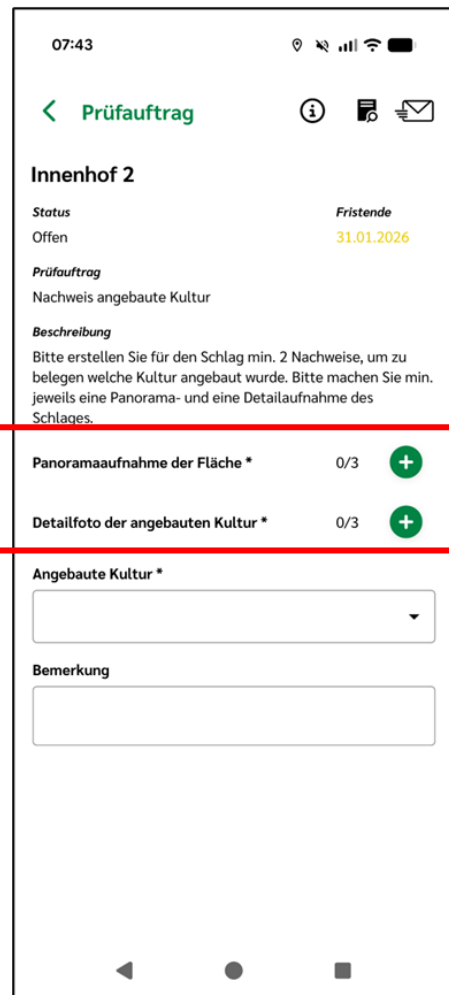 07:43
Prüfauftrag
Innenhof 2
Status Fristende
Offen 31.01.2026
Prüfauftrag
Nachweis angebaute Kultur
Beschreibung
Bitte erstellen Sie für den Schlag min. 2 Nachweise, um zu
belegen welche Kultur angebaut wurde. Bitte machen Sie min.
jeweils eine Panorama- und eine Detailaufnahme des
Schlages.
Panoramaaufnahme der Fläche * 0/3
Detailfoto der angebauten Kultur * 0/3
Angebaute Kultur *
Bemerkung